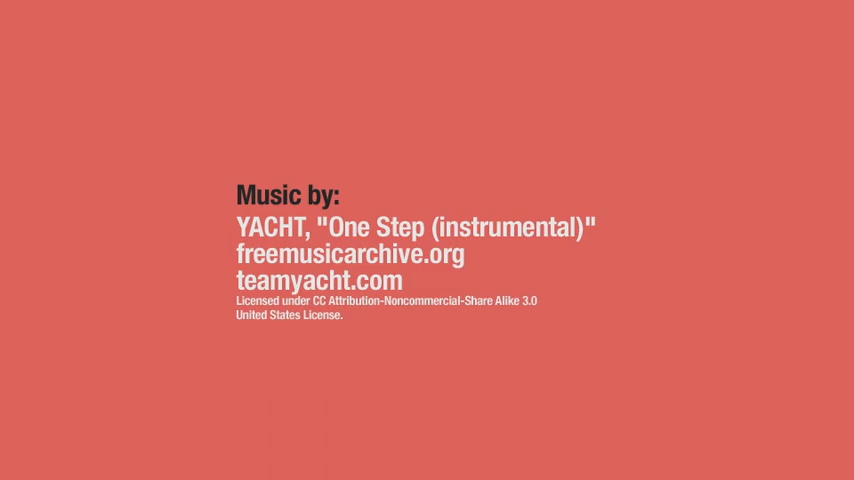 Music by:
YACHT, "One Step (instrumental)"
freemusicarchive.org
teamyacht.com
Licensed under CC Attribution-Noncommercial-Share Alike 3.0
United States License.